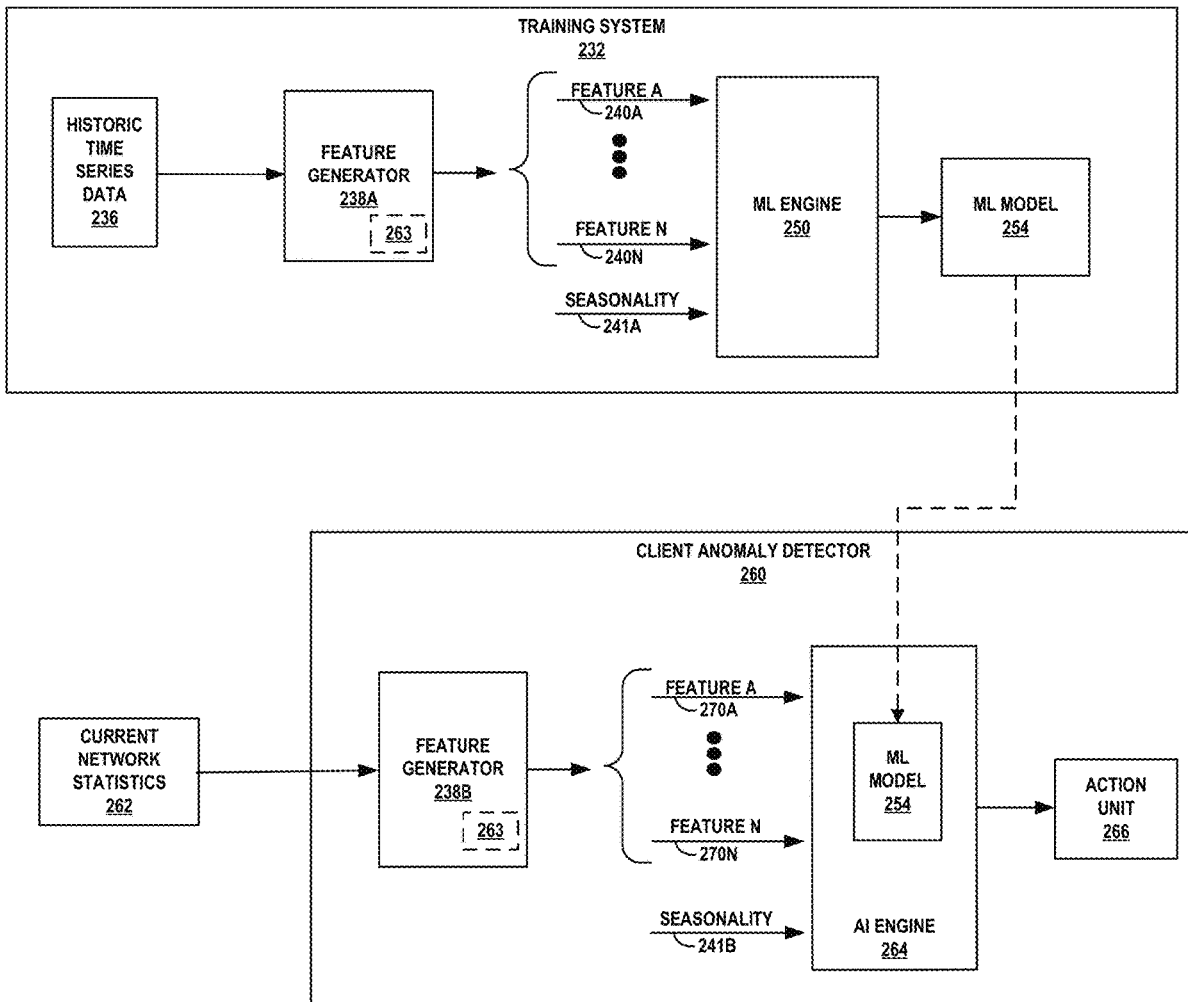 TRAINING SYSTEM
232
HISTORIC
TIME
SERIES
DATA
236
FEATURE
GENERATOR
238A
263
FEATURE A
240A
FEATURE N
240N
SEASONALITY
241A
ML ENGINE
250
ML MODEL
254
CLIENT ANOMALY DETECTOR
260
CURRENT
NETWORK
STATISTICS
262
FEATURE
GENERATOR
238B
263
FEATURE A
270A
FEATURE N
270N
SEASONALITY
241B
ML
MODEL
254
AI ENGINE
264
ACTION
UNIT
266